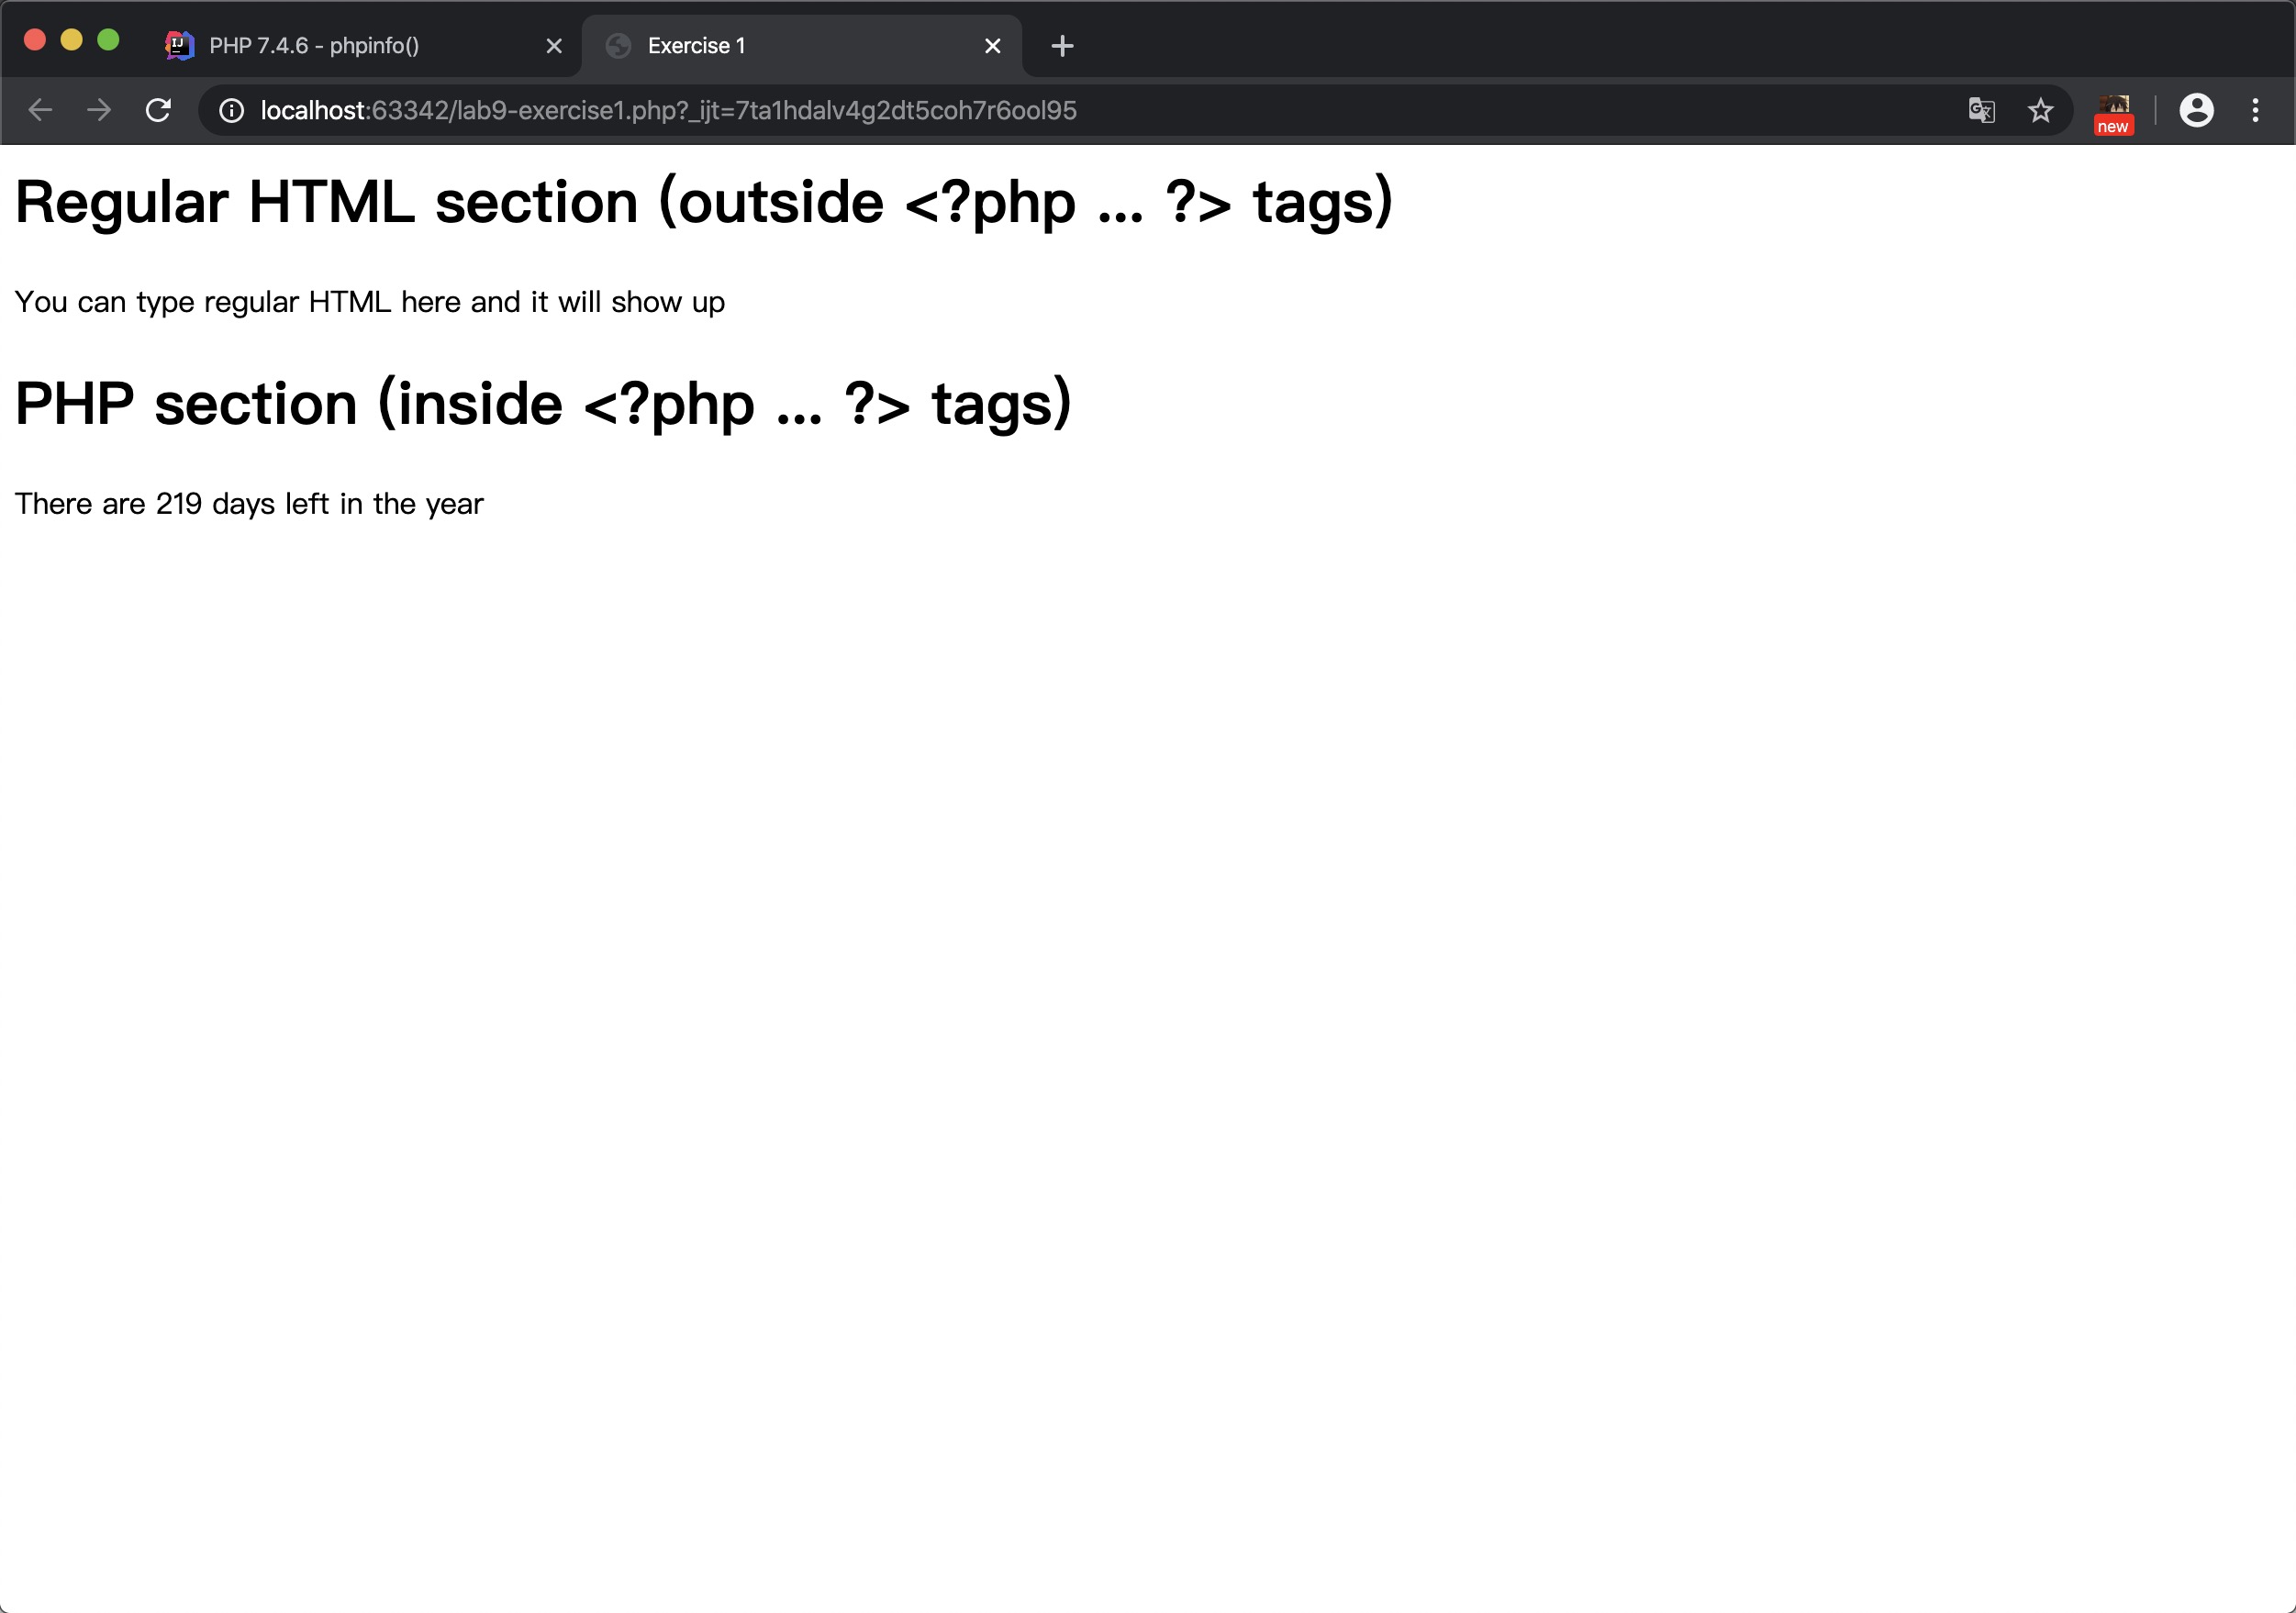 PHP 7.4.6 - phpinfo()
Exercise 1
localhost:63342/lab9-exercise1.php?_ijt=7ta1hdalv4g2dt5coh7r6ool95
new
Regular HTML section (outside <?php ... ?> tags)
You can type regular HTML here and it will show up
PHP section (inside <?php ... ?> tags)
There are 219 days left in the year